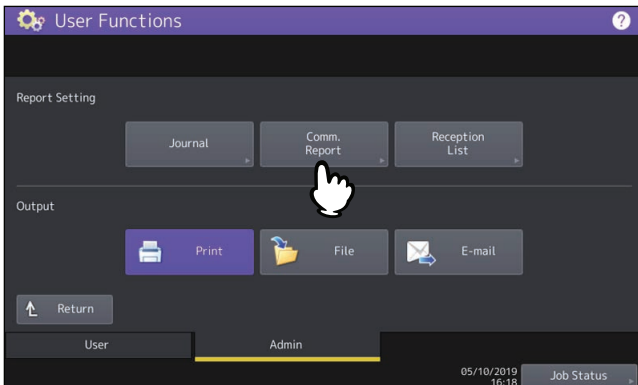 User Functions
?
Report Setting
Journal
Comm.
Report
Reception
List
Output
Print
File
E-mail
Return
User
Admin
05/10/2019
16:18
Job Status